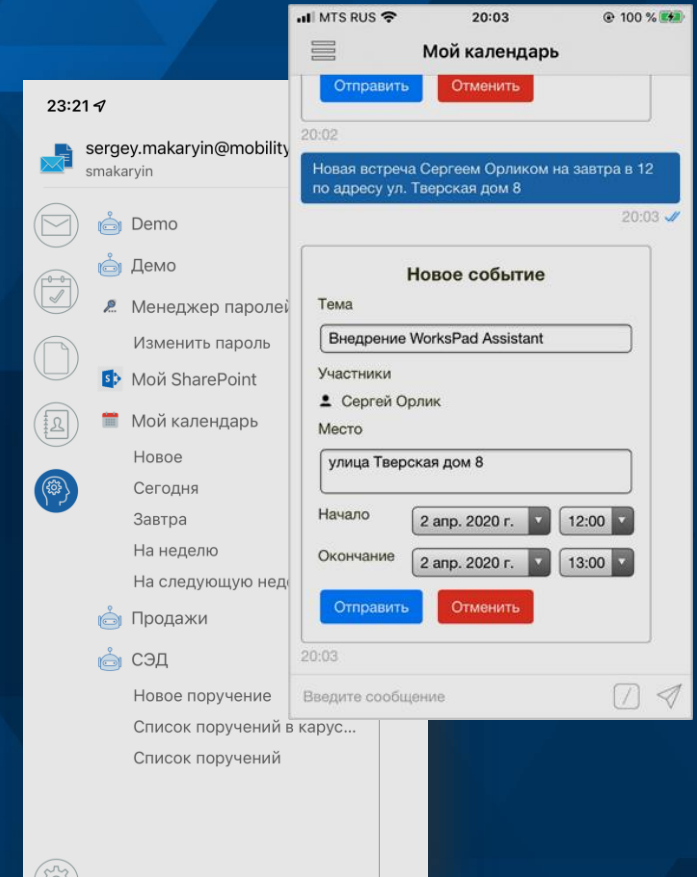 MTS RUS 20:03 100 %
Мой календарь
Отправить Отменить
20:02
Новая встреча Сергеем Орликом на завтра в 12
по адресу ул. Тверская дом 8
20:03
Новое событие
Тема
Внедрение WorksPad Assistant
Участники
Сергей Орлик
Место
улица Тверская дом 8
Начало 2 апр. 2020 г. 12:00
Окончание 2 апр. 2020 г. 13:00
Отправить Отменить
20:03
Введите сообщение /
23:21
sergey.makaryin@mobility
smakaryin
Demo
Демо
Менеджер паролей
Изменить пароль
S Мой SharePoint
Мой календарь
Новое
Сегодня
Завтра
На неделю
На следующую нед
Продажи
СЭД
Новое поручение
Список поручений в карус...
Список поручений